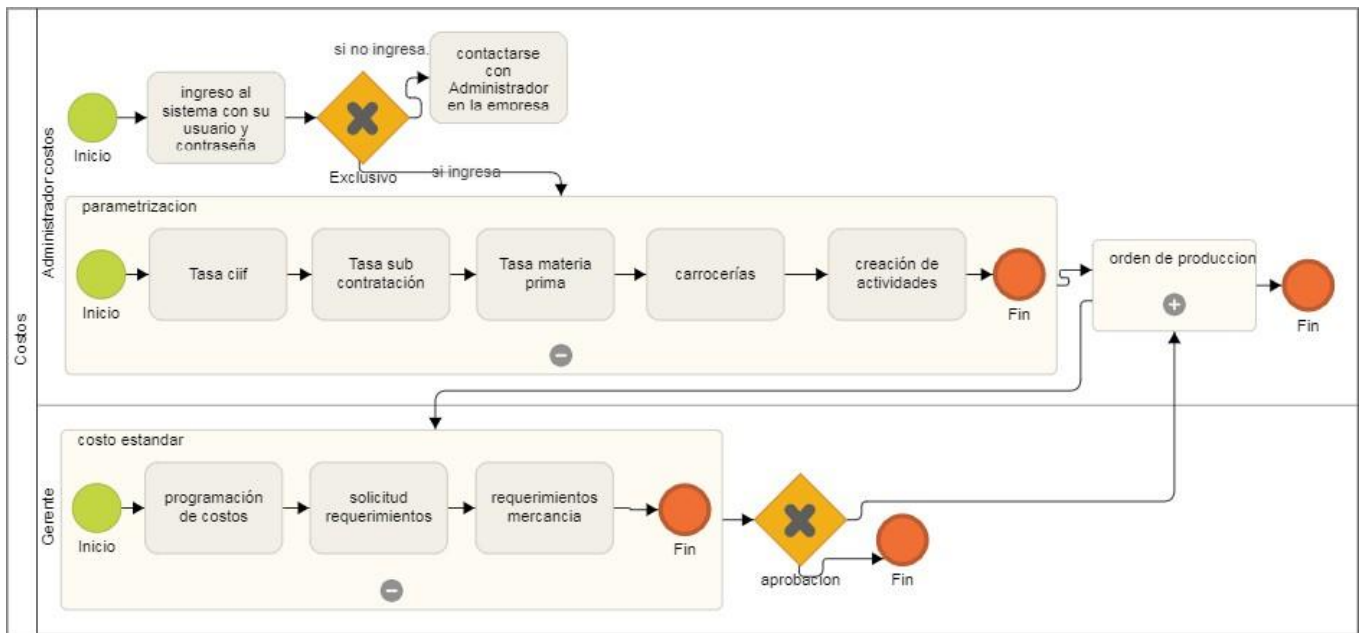 Costos
Administrador costos
Inicio
ingreso al
sistema con su
usuario y
contraseña
Exclusivo
si no ingresa.
contactarse
con
Administrador
en la empresa
si ingresa
parametrizacion
Inicio
Tasa ciif
Tasa sub
contratación
Tasa materia
prima
carrocerías
creación de
actividades
Fin
orden de produccion
Fin
Gerente
costo estandar
Inicio
programación
de costos
solicitud
requerimientos
requerimientos
mercancia
Fin
aprobacion
Fin